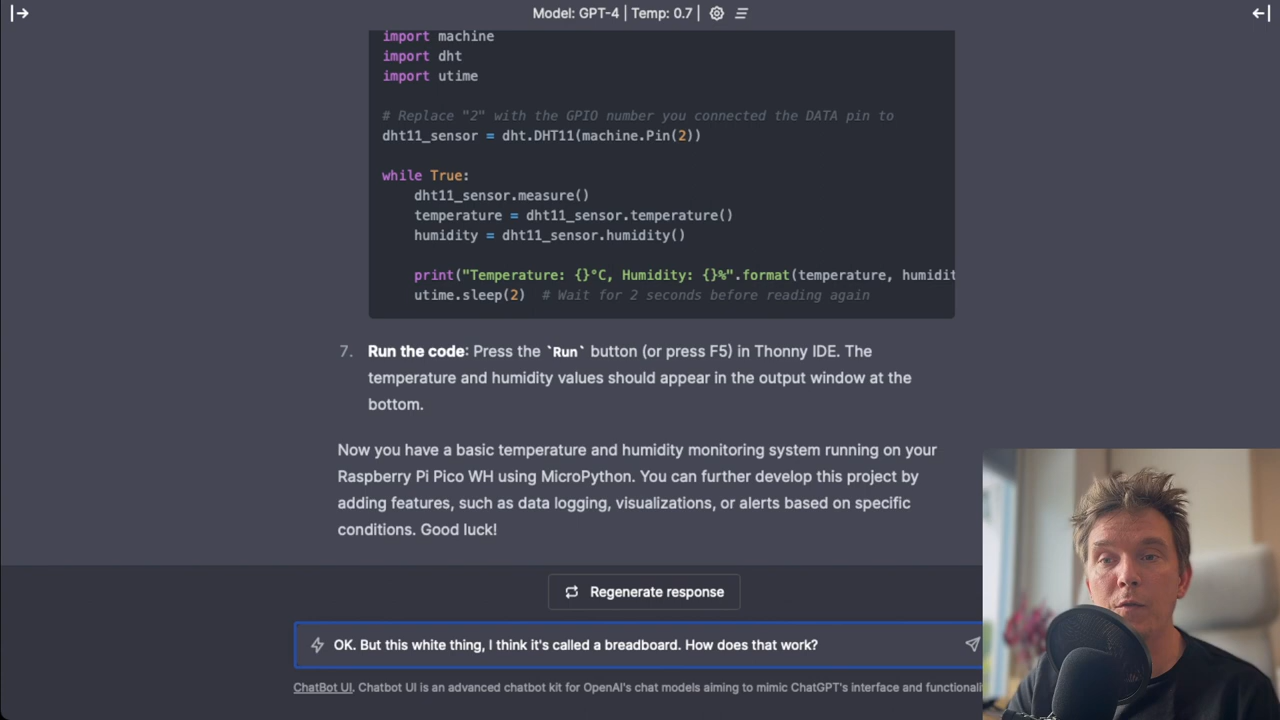 Model: GPT-4 | Temp: 0.7 |
import machine
import dht
import utime
# Replace "2" with the GPIO number you connected the DATA pin to
dht11_sensor = dht.DHT11(machine.Pin(2))
while True:
dht11_sensor.measure()
temperature = dht11_sensor.temperature()
humidity = dht11_sensor.humidity()
print("Temperature: {}°C, Humidity: {}%".format(temperature, humidit
utime.sleep(2) # Wait for 2 seconds before reading again
7. Run the code: Press the `Run` button (or press F5) in Thonny IDE. The
temperature and humidity values should appear in the output window at the
bottom.
Now you have a basic temperature and humidity monitoring system running on your
Raspberry Pi Pico WH using MicroPython. You can further develop this project by
adding features, such as data logging, visualizations, or alerts based on specific
conditions. Good luck!
Regenerate response
OK. But this white thing, I think it's called a breadboard. How does that work?
ChatBot UI. Chatbot UI is an advanced chatbot kit for OpenAI's chat models aiming to mimic ChatGPT's interface and functionali